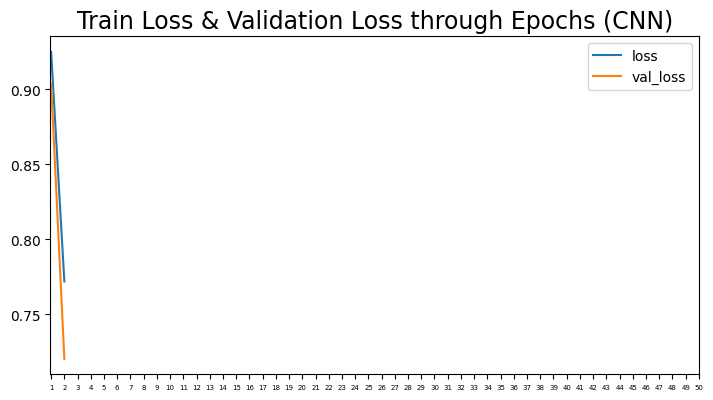 Train Loss & Validation Loss through Epochs (CNN)
loss
val_loss
0.90
0.85
0.80
0.75
1 2 3 4 5 6 7 8 9 10 11 12 13 14 15 16 17 18 19 20 21 22 23 24 25 26 27 28 29 30 31 32 33 34 35 36 37 38 39 40 41 42 43 44 45 46 47 48 49 50